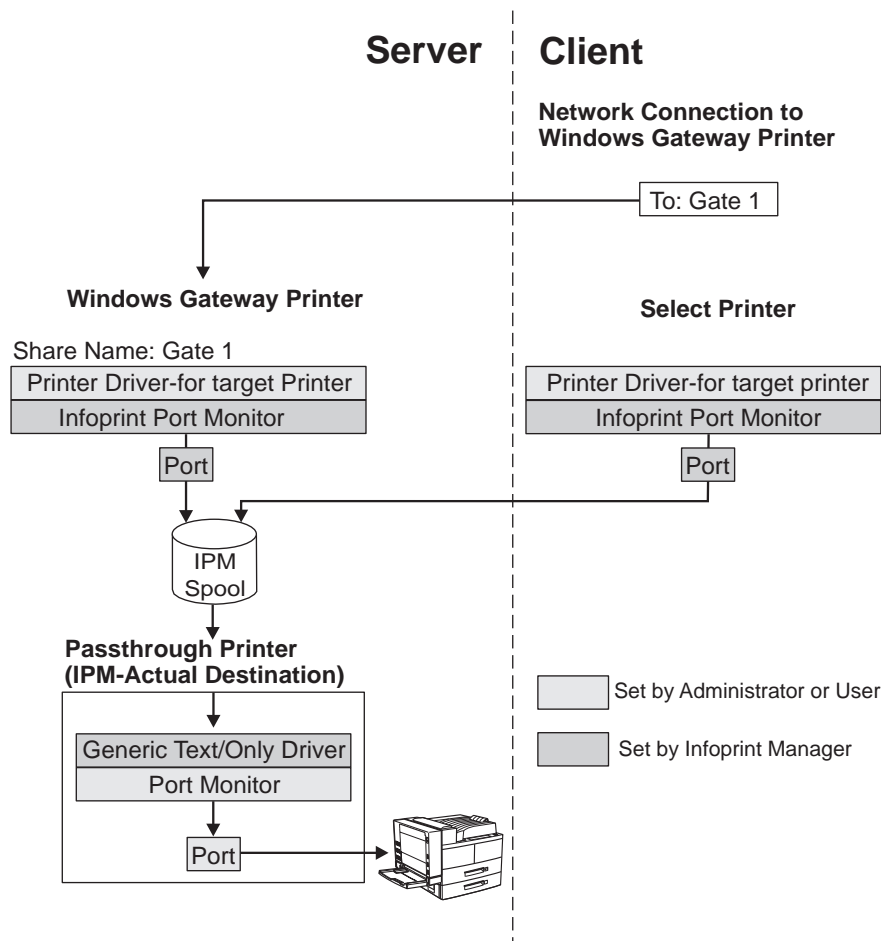 Server
Client
Network Connection to
Windows Gateway Printer
To: Gate 1
Windows Gateway Printer
Select Printer
Share Name: Gate 1
Printer Driver-for target Printer
Infoprint Port Monitor
Port
Printer Driver-for target printer
Infoprint Port Monitor
Port
IPM
Spool
Passthrough Printer
(IPM-Actual Destination)
Generic Text/Only Driver
Port Monitor
Port
Set by Administrator or User
Set by Infoprint Manager